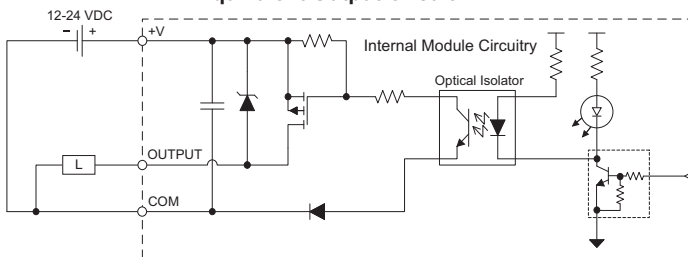 12-24 VDC
− +
+V
Internal Module Circuitry
Optical Isolator
OUTPUT
L
COM